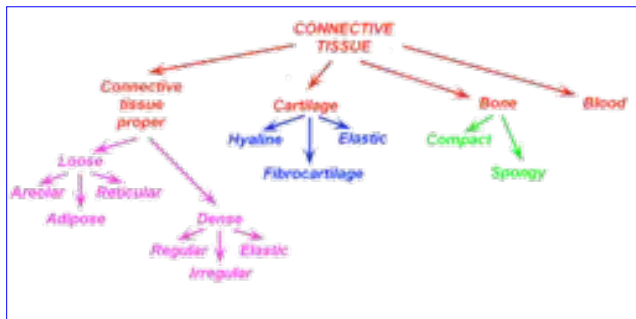 CONNECTIVE
TISSUE
Connective
tissue
proper
Cartilage
Bone
Blood
Hyaline
Elastic
Fibrocartilage
Compact
Spongy
Loose
Areolar
Reticular
Adipose
Dense
Regular
Elastic
Irregular